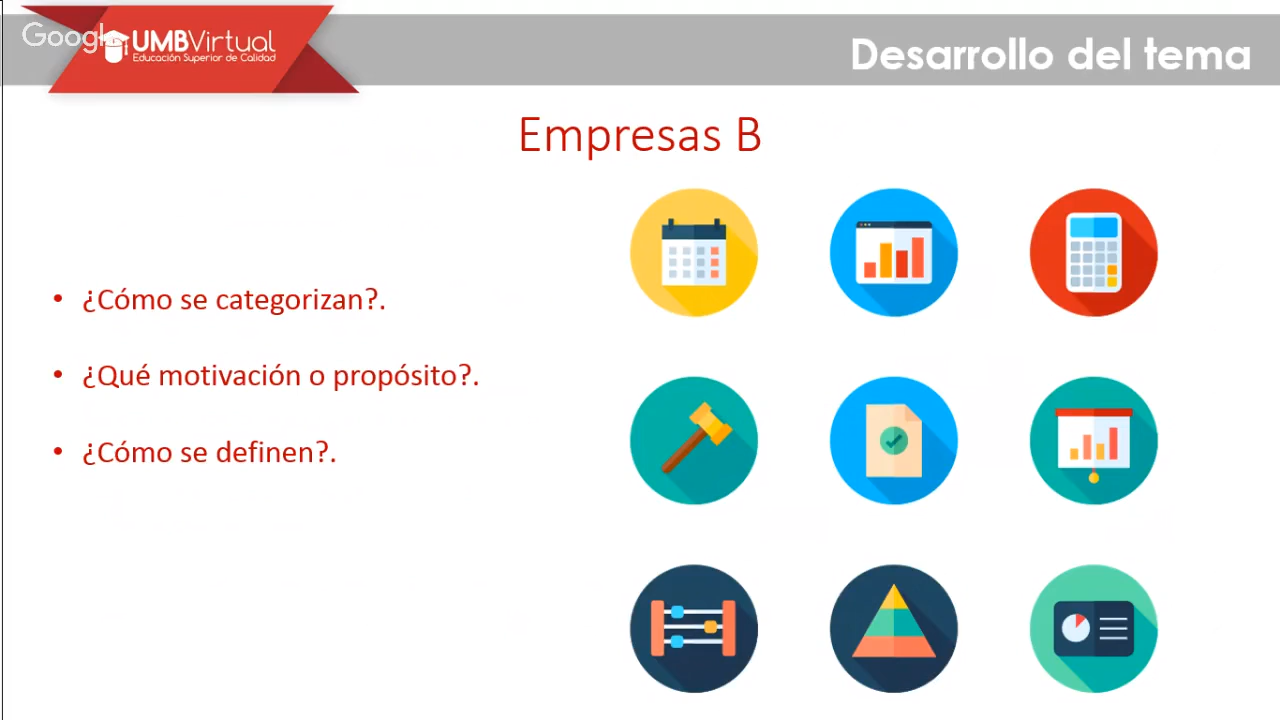 Google
UMBVirtual
Educación Superior de Calidad
Desarrollo del tema
Empresas B
• ¿Cómo se categorizan?.
• ¿Qué motivación o propósito?.
• ¿Cómo se definen?.